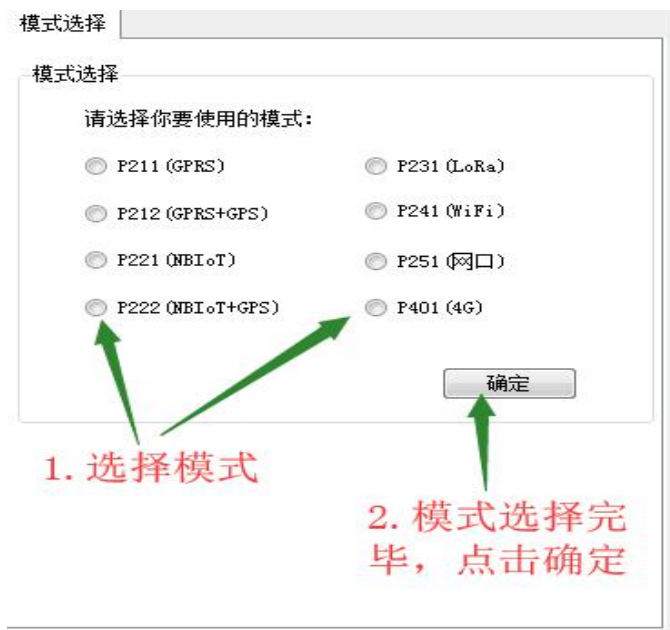 模式选择
模式选择
请选择你要使用的模式：
P211(GPRS)
P231(LoRa)
P212(GPRS+GPS)
P241(WiFi)
P221(NBIoT)
P251(网口)
P222(NBIoT+GPS)
P401(4G)
确定
1. 选择模式
2. 模式选择完
毕，点击确定